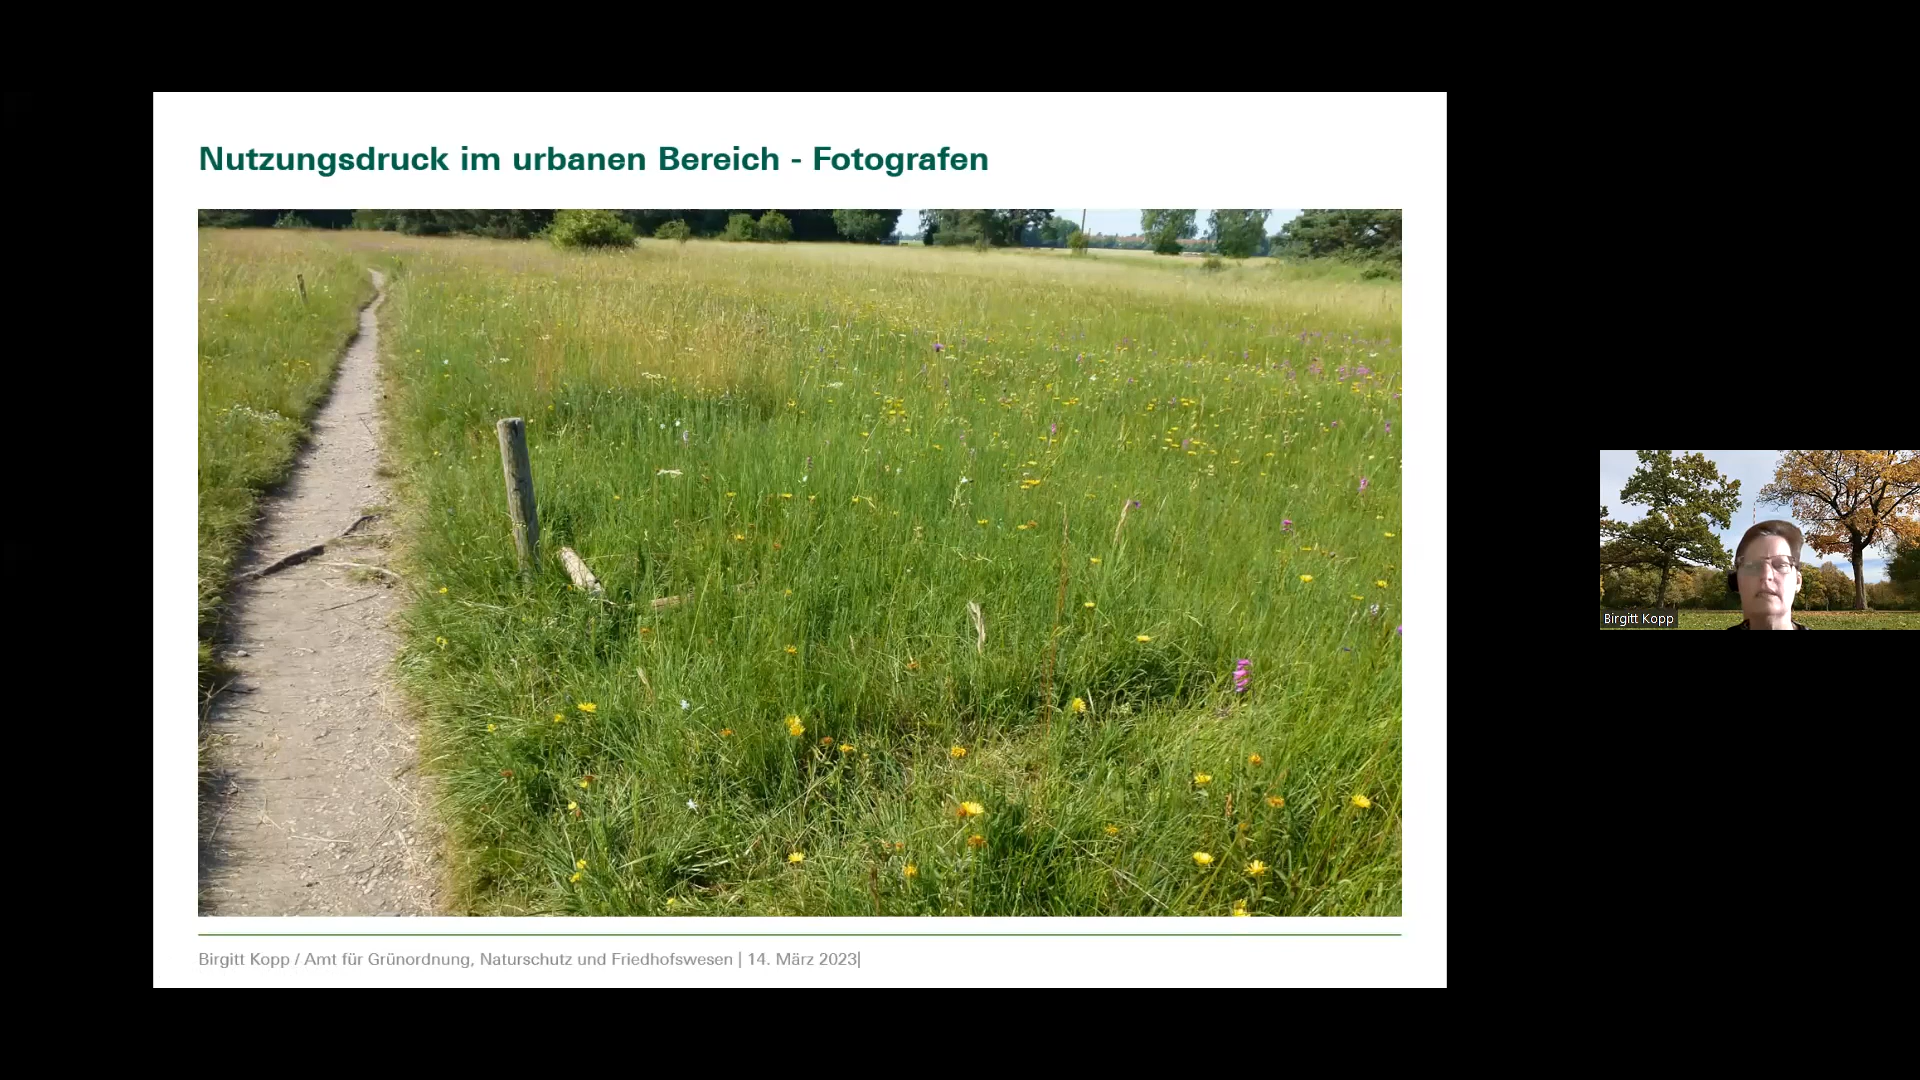 Nutzungsdruck im urbanen Bereich - Fotografen
Birgitt Kopp
Birgitt Kopp / Amt für Grünordnung, Naturschutz und Friedhofswesen | 14. März 2023|